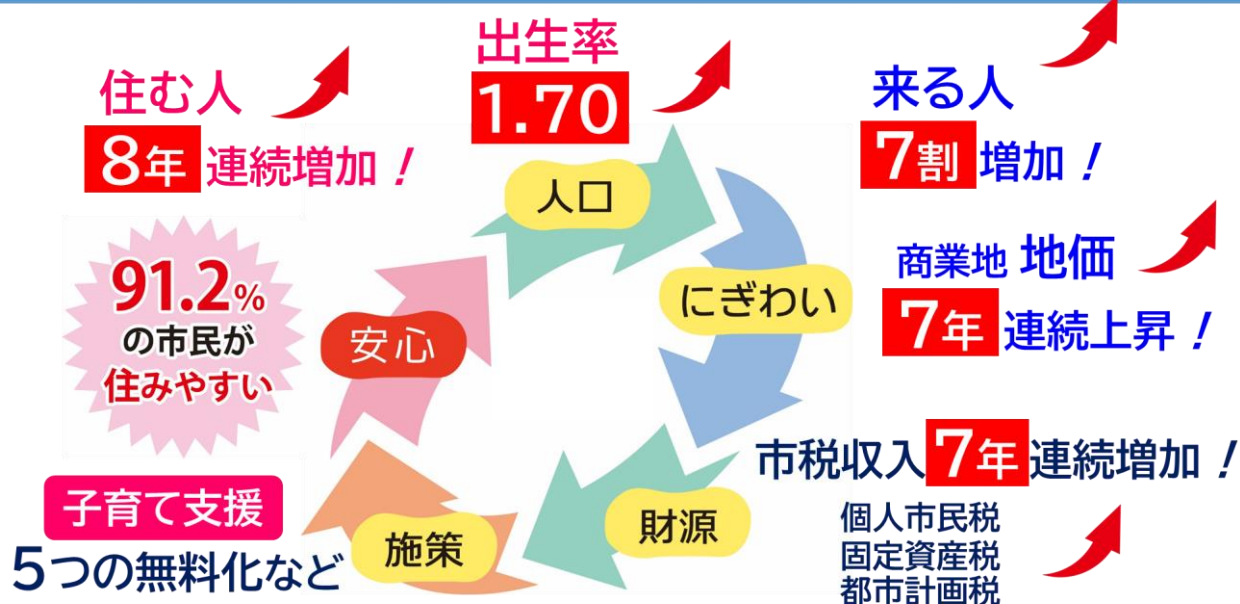 住む人
8年 連続増加！
出生率
1.70
来る人
7割 増加！
人口
にぎわい
商業地 地価
7年 連続上昇！
91.2%
の市民が
住みやすい
安心
市税収入 7年 連続増加！
個人市民税
固定資産税
都市計画税
財源
施策
子育て支援
5つの無料化など